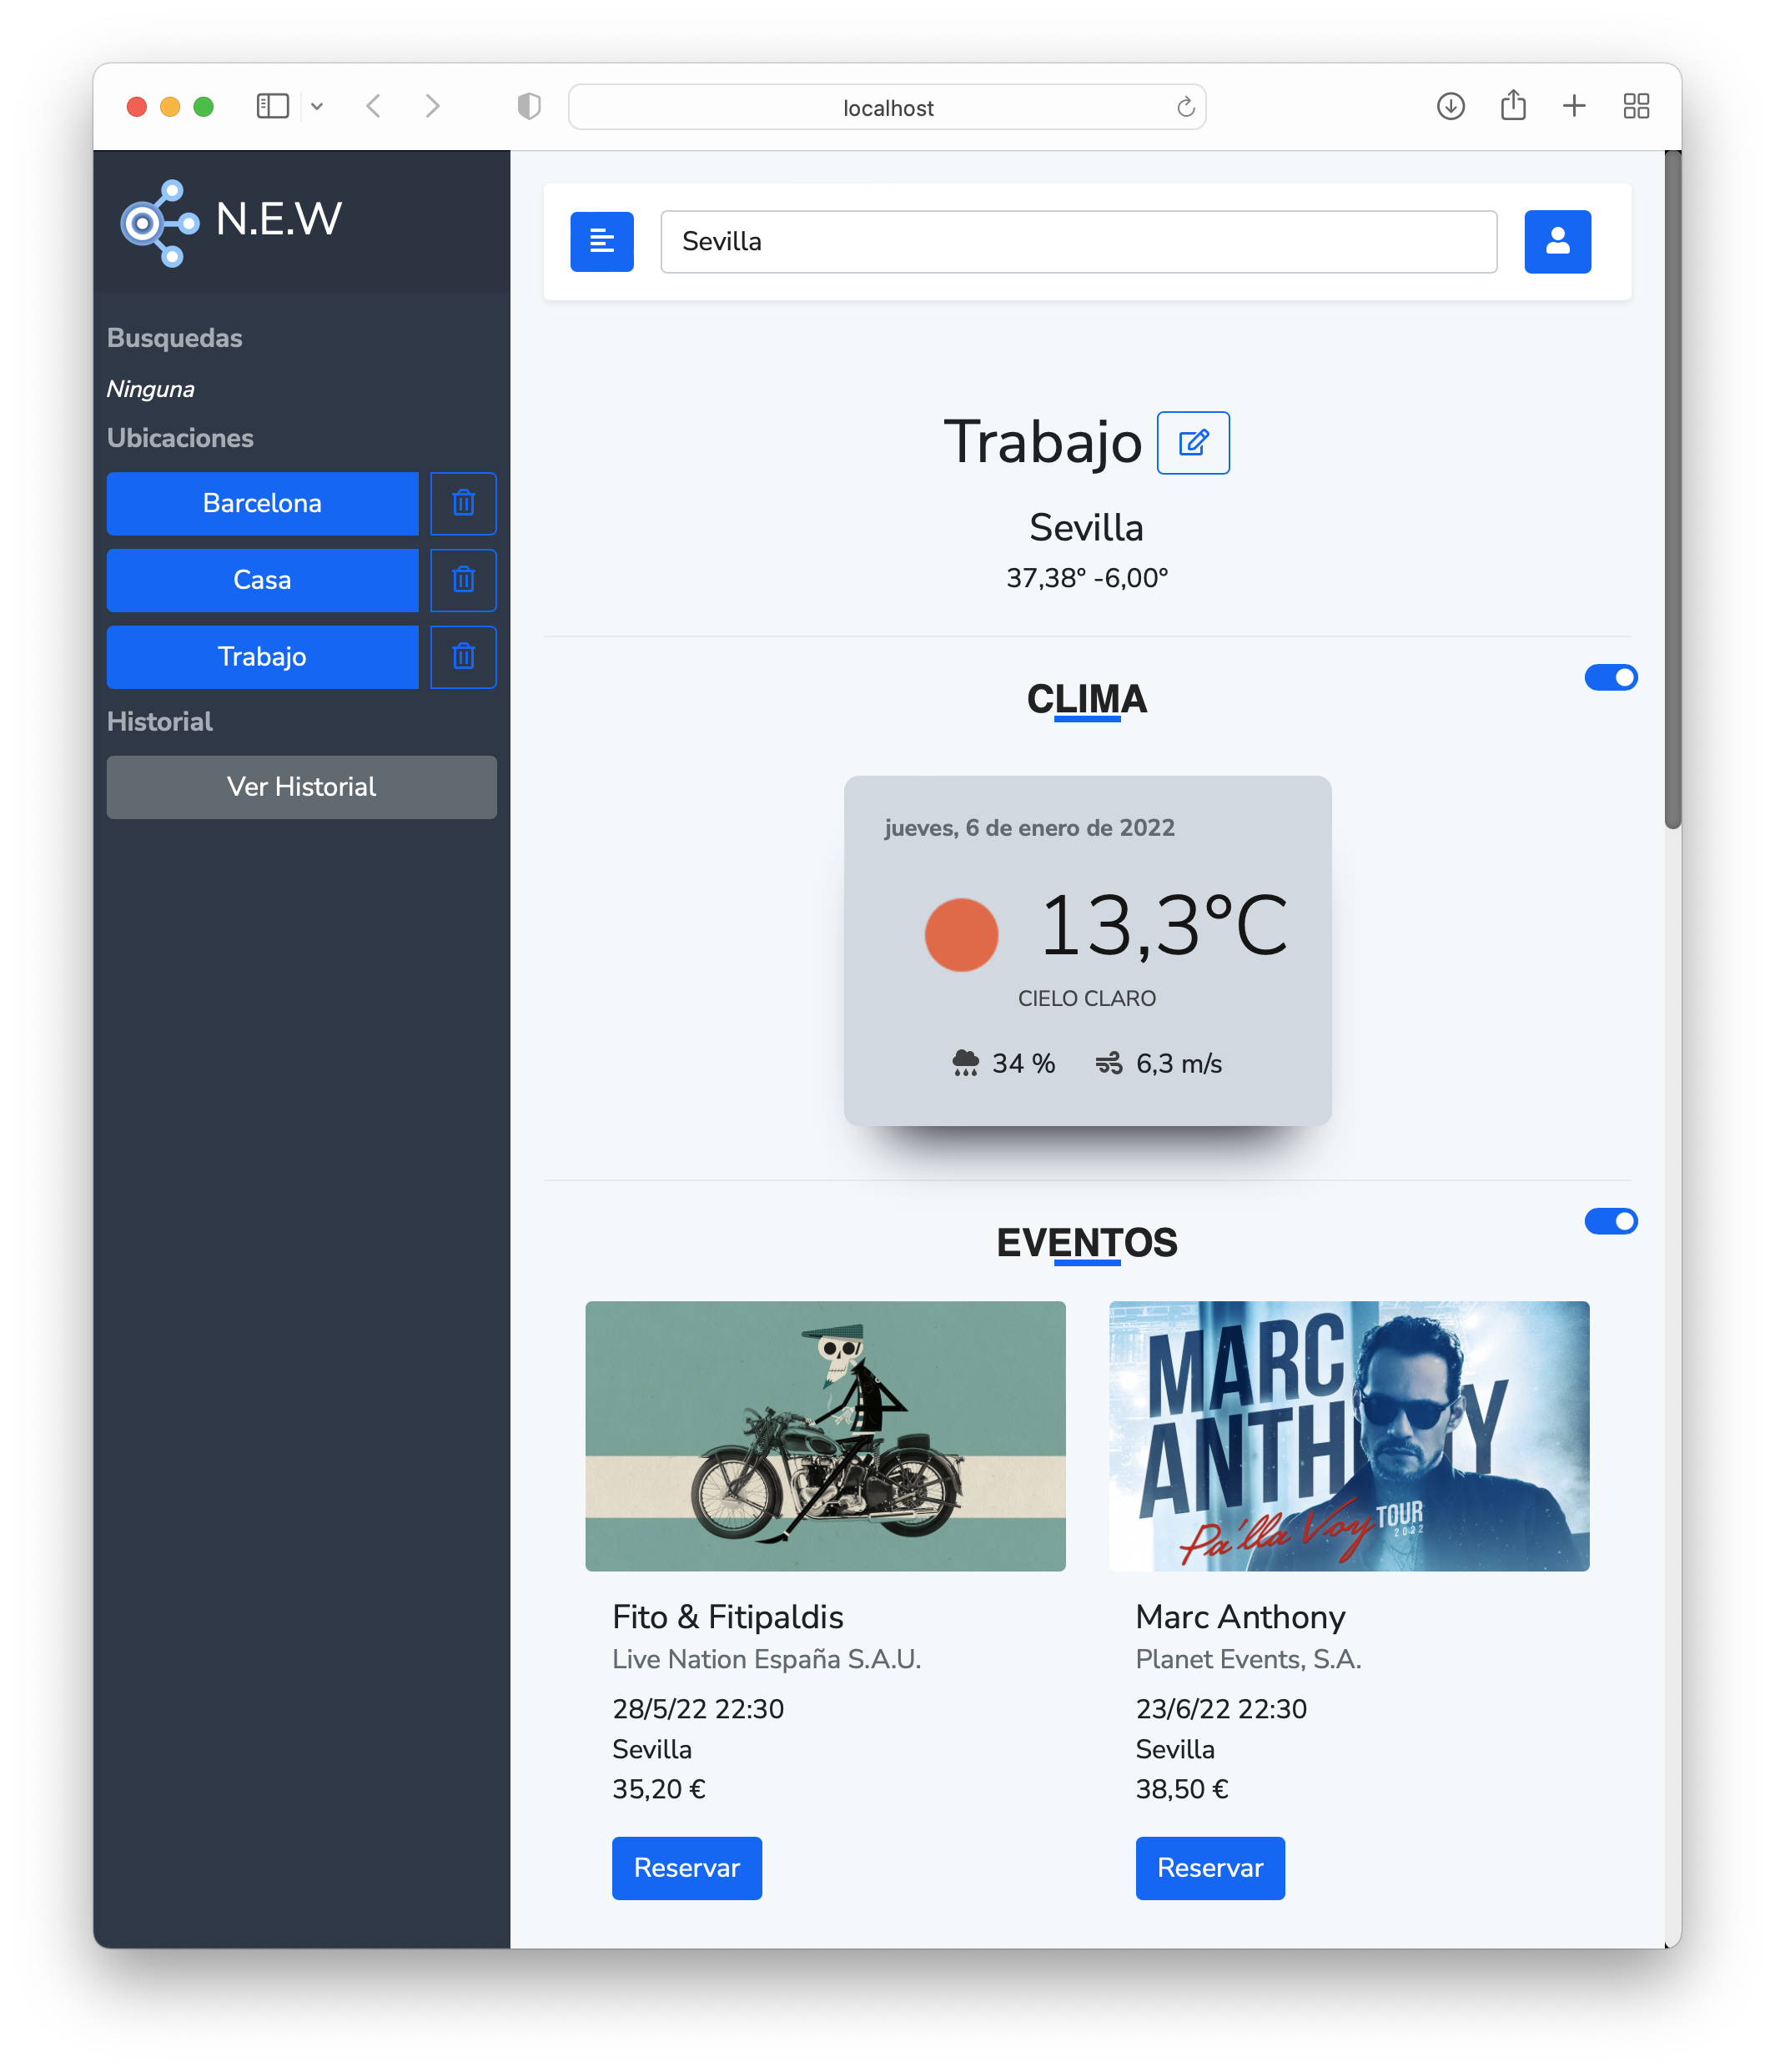 localhost
N.E.W
Busquedas
Ninguna
Ubicaciones
Barcelona
Casa
Trabajo
Historial
Ver Historial
Sevilla
Trabajo
Sevilla
37,38° -6,00°
CLIMA
jueves, 6 de enero de 2022
13,3°C
CIELO CLARO
34 % 6,3 m/s
EVENTOS
MARC
ANTHONY
Pa'lla Voy TOUR
2022
Fito & Fitipaldis
Live Nation España S.A.U.
28/5/22 22:30
Sevilla
35,20 €
Reservar
Marc Anthony
Planet Events, S.A.
23/6/22 22:30
Sevilla
38,50 €
Reservar